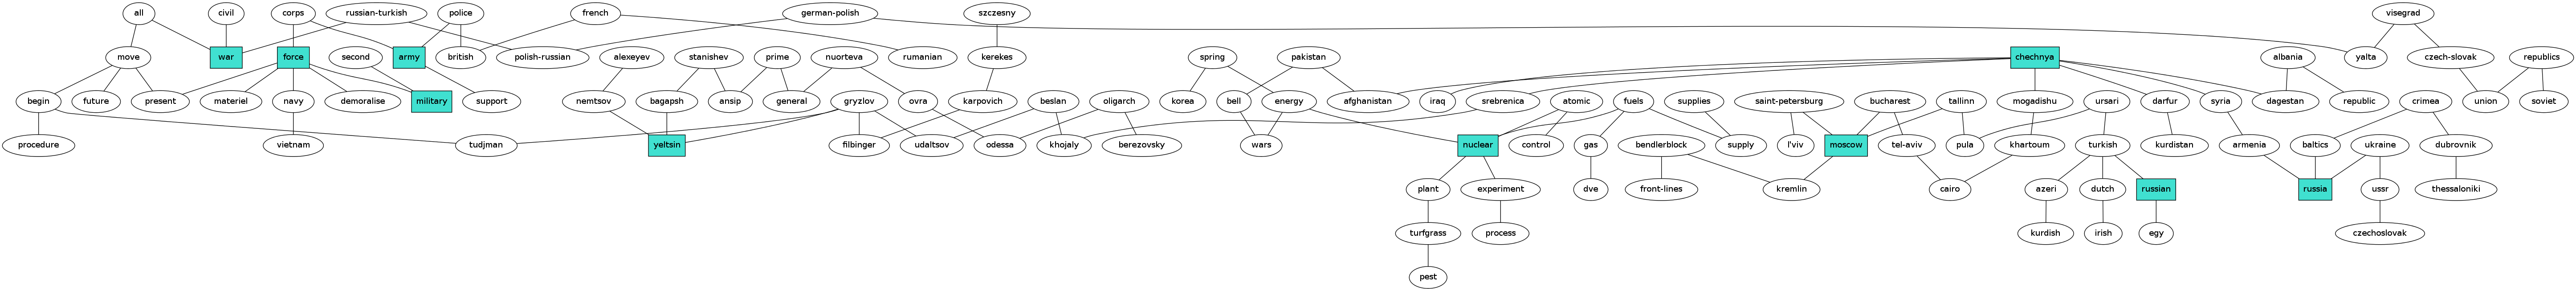 all civil corps russian-turkish police french german-polish szczesny visegrad
move war force second army british polish-russian alexeyev stanishev prime nuorteva rumanian kerekes spring pakistan chechnya albania yalta czech-slovak republics
begin future present materiel navy demoralise military support nemtsov bagapsh ansip general gryzlov ovra karpovich beslan oligarch korea bell energy afghanistan iraq srebrenica atomic fuels supplies saint-petersburg bucharest tallinn mogadishu ursari darfur syria dagestan republic crimea union soviet
procedure vietnam tudjman yeltsin filbinger udaltsov odessa khojaly berezovsky wars nuclear control gas supply bendlerblock l'viv moscow tel-aviv pula khartoum turkish kurdistan armenia baltics ukraine dubrovnik
plant experiment dve front-lines kremlin cairo azeri dutch russian russia ussr thessaloniki
turfgrass process kurdish irish egy czechoslovak
pest